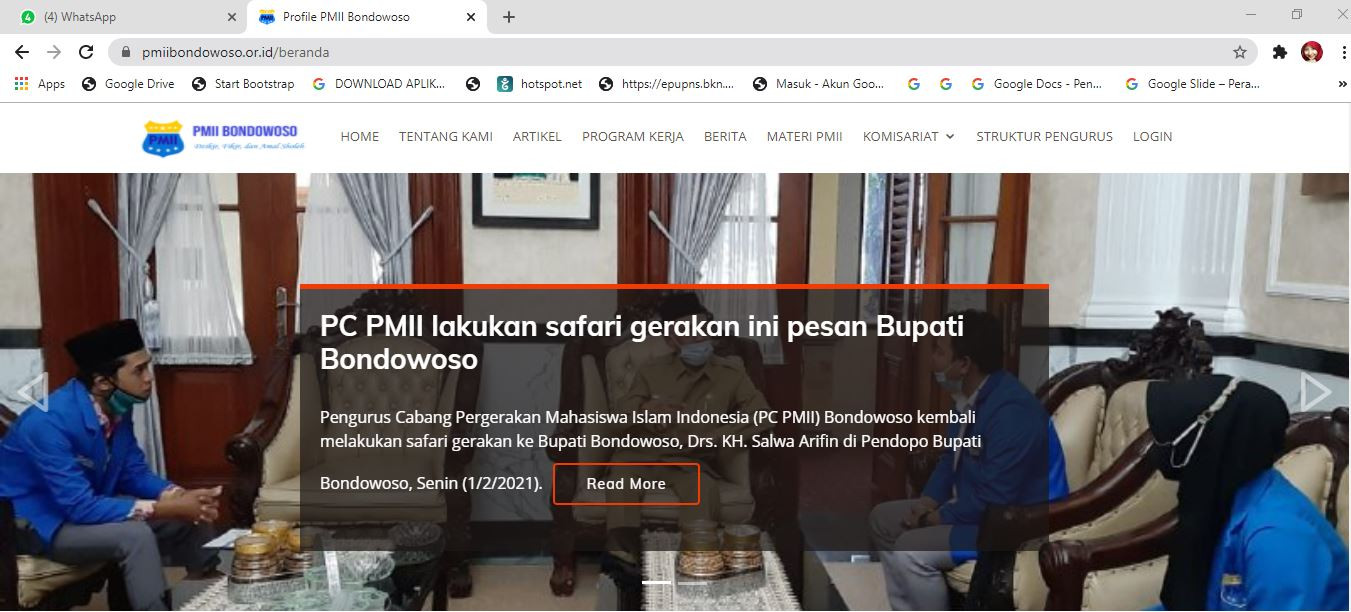 4
(4) WhatsApp
Profile PMII Bondowoso
pmiibondowoso.or.id/beranda
Apps
Google Drive
Start Bootstrap
DOWNLOAD APLIK...
hotspot.net
https://epupns.bkn....
Masuk - Akun Goo...
Google Docs - Pen...
Google Slide – Pera...
»
PMII
PMII BONDOWOSO
Dzikir, Fikir, dan Amal Sholeh
HOME
TENTANG KAMI
ARTIKEL
PROGRAM KERJA
BERITA
MATERI PMII
KOMISARIAT
STRUKTUR PENGURUS
LOGIN
PC PMII lakukan safari gerakan ini pesan Bupati
Bondowoso
Pengurus Cabang Pergerakan Mahasiswa Islam Indonesia (PC PMII) Bondowoso kembali
melakukan safari gerakan ke Bupati Bondowoso, Drs. KH. Salwa Arifin di Pendopo Bupati
Bondowoso, Senin (1/2/2021).
Read More